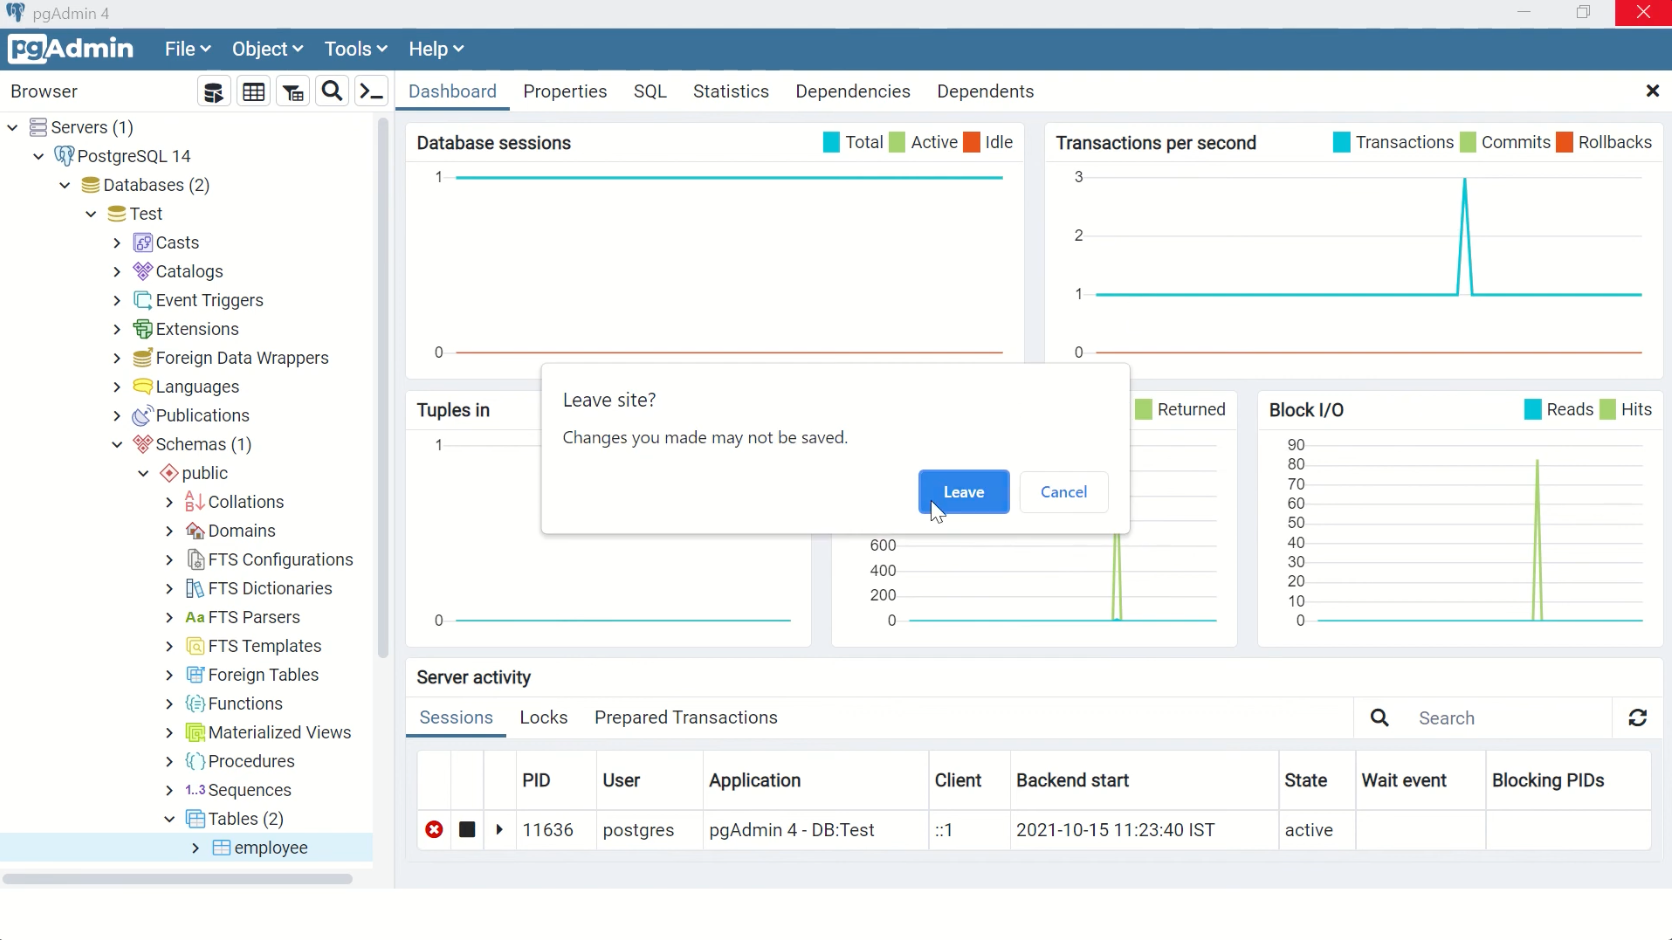 pgAdmin 4
pgAdmin File Object Tools Help
Browser
Dashboard Properties SQL Statistics Dependencies Dependents
Servers (1)
PostgreSQL 14
Databases (2)
Test
Casts
Catalogs
Event Triggers
Extensions
Foreign Data Wrappers
Languages
Publications
Schemas (1)
public
Collations
Domains
FTS Configurations
FTS Dictionaries
Aa FTS Parsers
FTS Templates
Foreign Tables
Functions
Materialized Views
Procedures
1..3 Sequences
Tables (2)
employee
Database sessions Total Active Idle
1
0
Transactions per second Transactions Commits Rollbacks
3
2
1
0
Tuples in
1
0
Leave site?
Changes you made may not be saved.
Leave Cancel
Returned
600
400
200
0
Block I/O Reads Hits
90
80
70
60
50
40
30
20
10
0
Server activity
Sessions Locks Prepared Transactions Search
PID User Application Client Backend start State Wait event Blocking PIDs
11636 postgres pgAdmin 4 - DB:Test ::1 2021-10-15 11:23:40 IST active